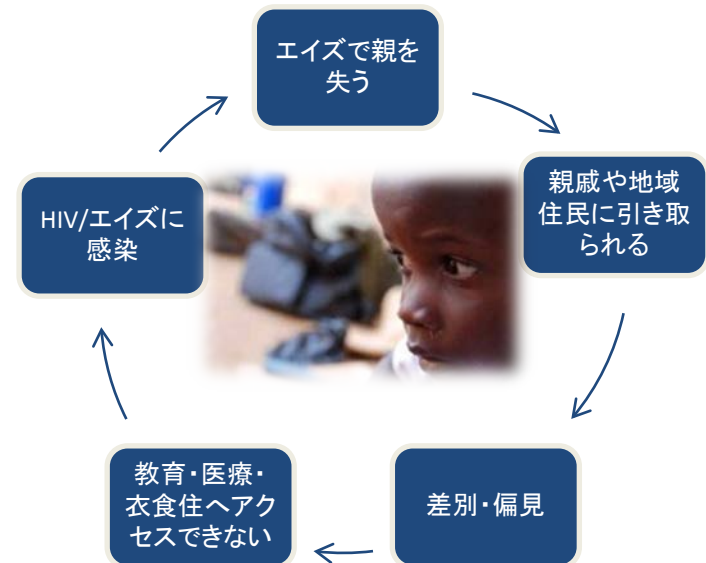 エイズで親を
失う
親戚や地域
住民に引き取
られる
差別・偏見
教育・医療・
衣食住へアク
セスできない
HIV/エイズに
感染